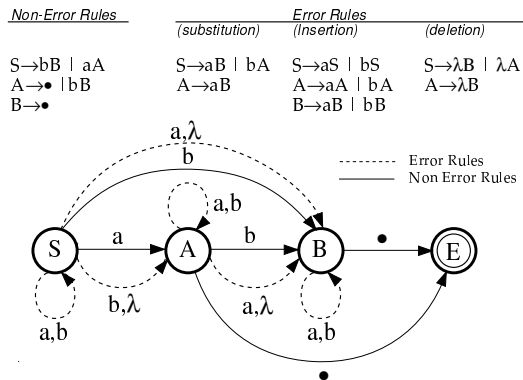 Non-Error Rules Error Rules
(substitution) (Insertion) (deletion)
S→bB | aA S→aB | bA S→aS | bS S→λB | λA
A→• |bB A→aB A→aA | bA A→λB
B→• B→aB | bB
a,λ
b
Error Rules
Non Error Rules
a,b
S a A b B • E
b,λ a,λ
a,b a,b
•